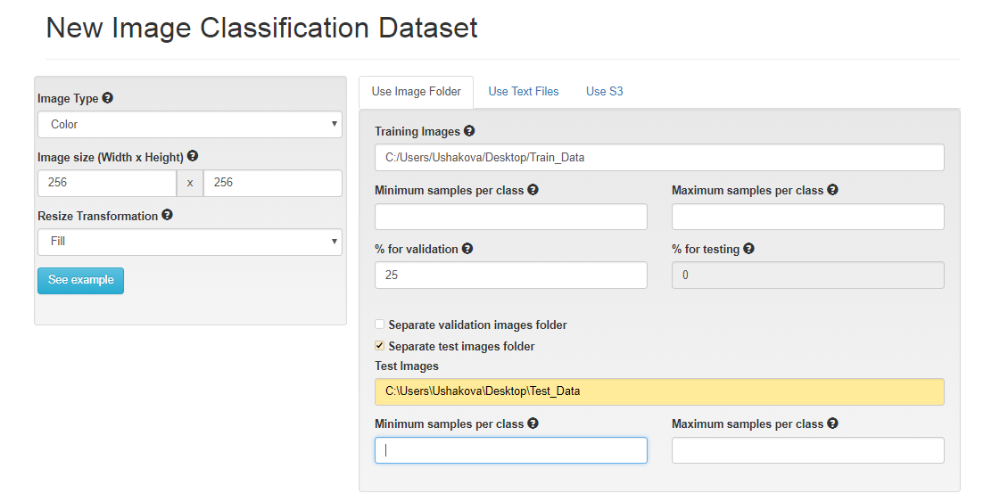 New Image Classification Dataset
Image Type
Color
Image size (Width x Height)
256 x 256
Resize Transformation
Fill
See example
Use Image Folder Use Text Files Use S3
Training Images
C:/Users/Ushakova/Desktop/Train_Data
Minimum samples per class Maximum samples per class
% for validation % for testing
25 0
Separate validation images folder
Separate test images folder
Test Images
C:\Users\Ushakova\Desktop\Test_Data
Minimum samples per class Maximum samples per class